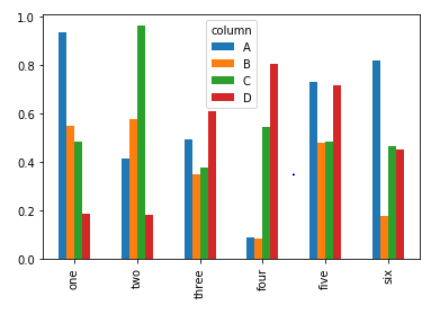 column
A
B
C
D
1.0
0.8
0.6
0.4
0.2
0.0
one
two
three
four
five
six